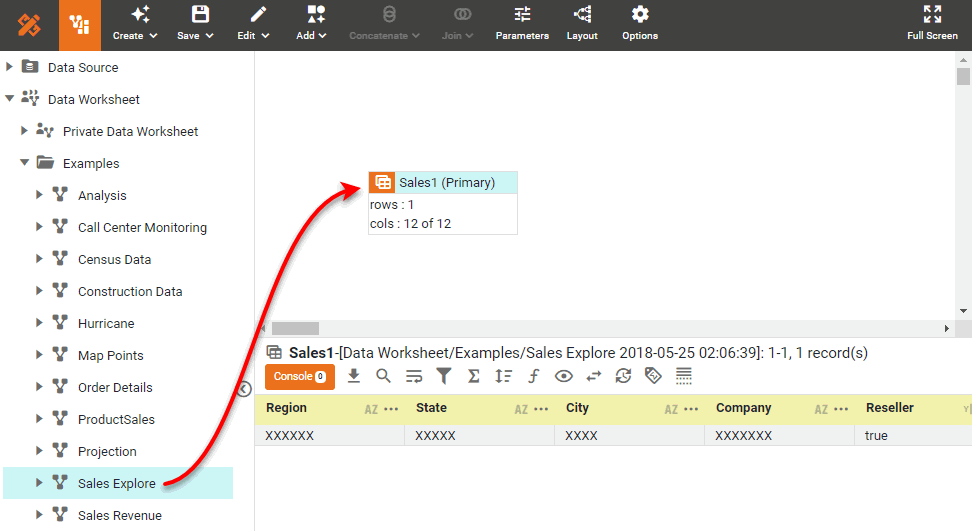 Create
Save
Edit
Add
Concatenate
Join
Parameters
Layout
Options
Full Screen
Data Source
Data Worksheet
Private Data Worksheet
Examples
Analysis
Call Center Monitoring
Census Data
Construction Data
Hurricane
Map Points
Order Details
ProductSales
Projection
Sales Explore
Sales Revenue
Sales1 (Primary)
rows : 1
cols : 12 of 12
Sales1-[Data Worksheet/Examples/Sales Explore 2018-05-25 02:06:39]: 1-1, 1 record(s)
Console 0
Region AZ ••• State AZ ••• City AZ ••• Company AZ ••• Reseller
XXXXXX XXXXX XXXX XXXXXXX true